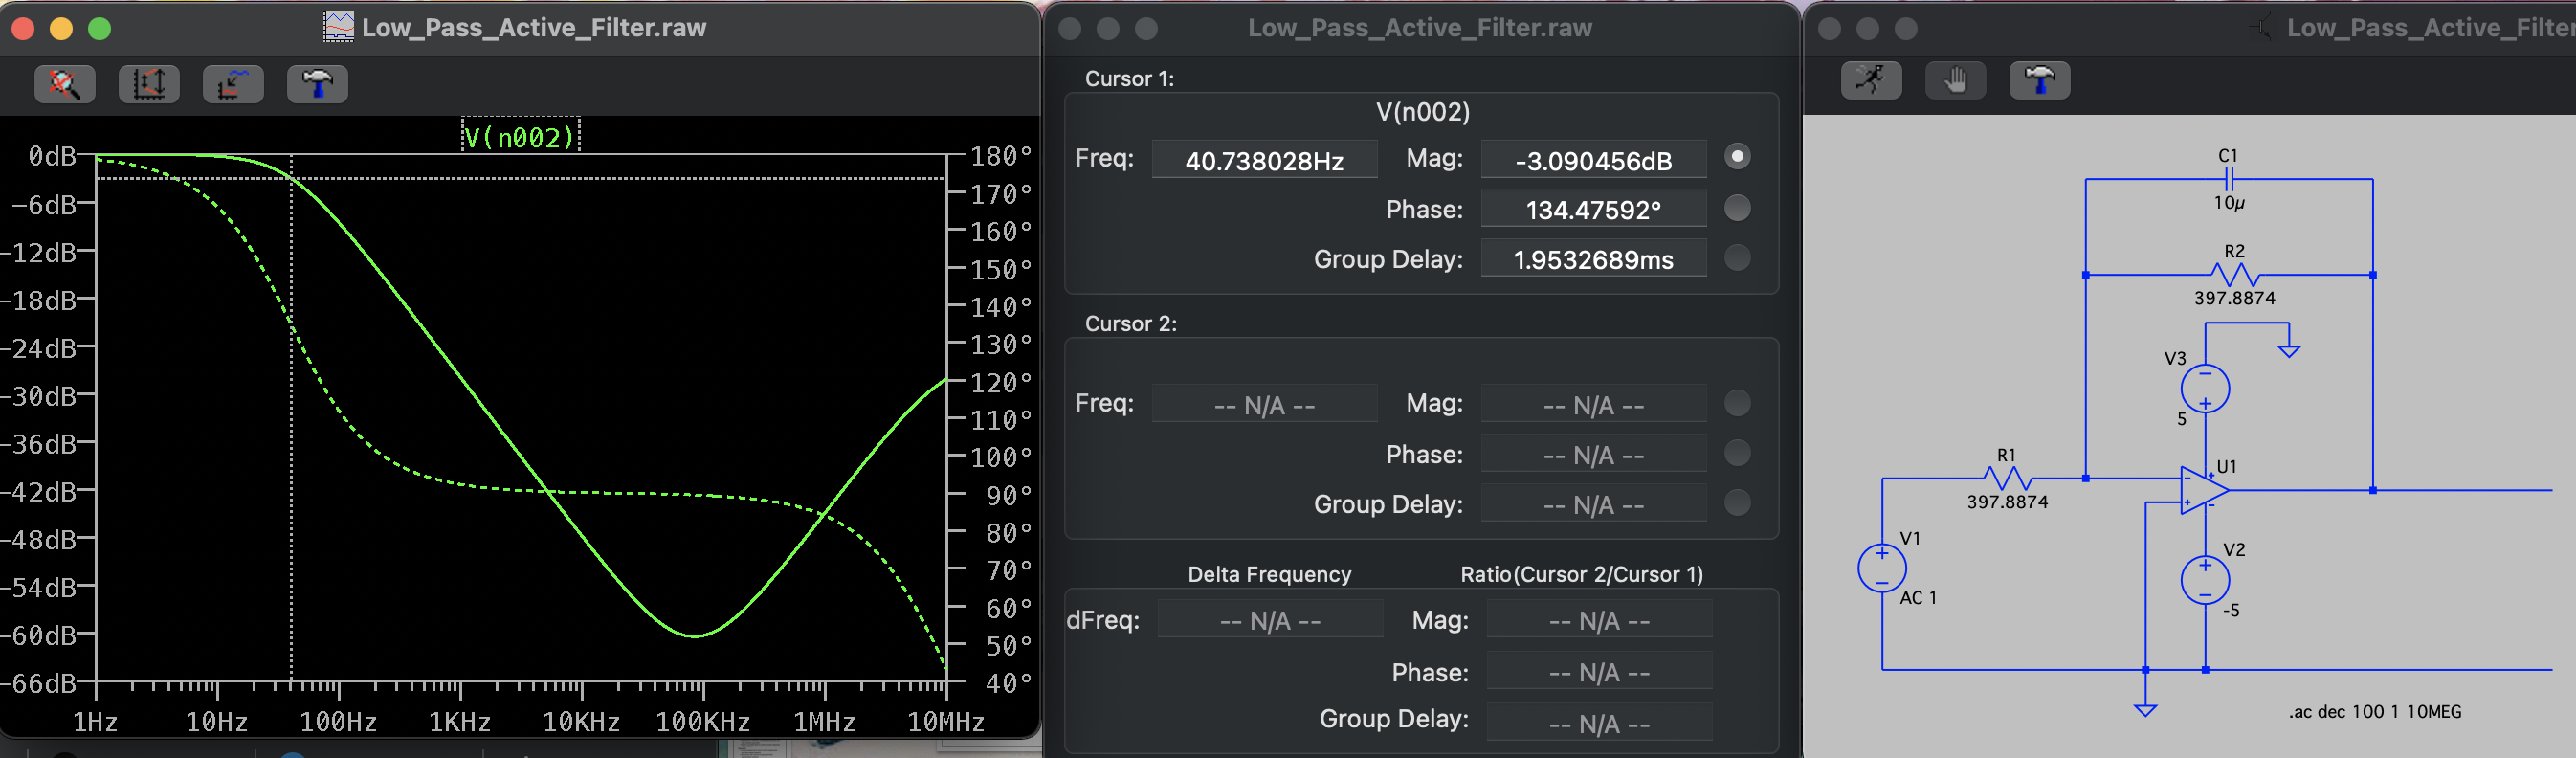 Low_Pass_Active_Filter.raw
V(n002)
0dB
-6dB
-12dB
-18dB
-24dB
-30dB
-36dB
-42dB
-48dB
-54dB
-60dB
-66dB
180°
170°
160°
150°
140°
130°
120°
110°
100°
90°
80°
70°
60°
50°
40°
1Hz 10Hz 100Hz 1KHz 10KHz 100KHz 1MHz 10MHz
Low_Pass_Active_Filter.raw
Cursor 1:
V(n002)
Freq: 40.738028Hz Mag: -3.090456dB
Phase: 134.47592°
Group Delay: 1.9532689ms
Cursor 2:
Freq: -- N/A -- Mag: -- N/A --
Phase: -- N/A --
Group Delay: -- N/A --
Delta Frequency Ratio(Cursor 2/Cursor 1)
dFreq: -- N/A -- Mag: -- N/A --
Phase: -- N/A --
Group Delay: -- N/A --
Low_Pass_Active_Filter
C1
10µ
R2
397.8874
V3
5
R1
397.8874
U1
V1
AC 1
V2
-5
.ac dec 100 1 10MEG